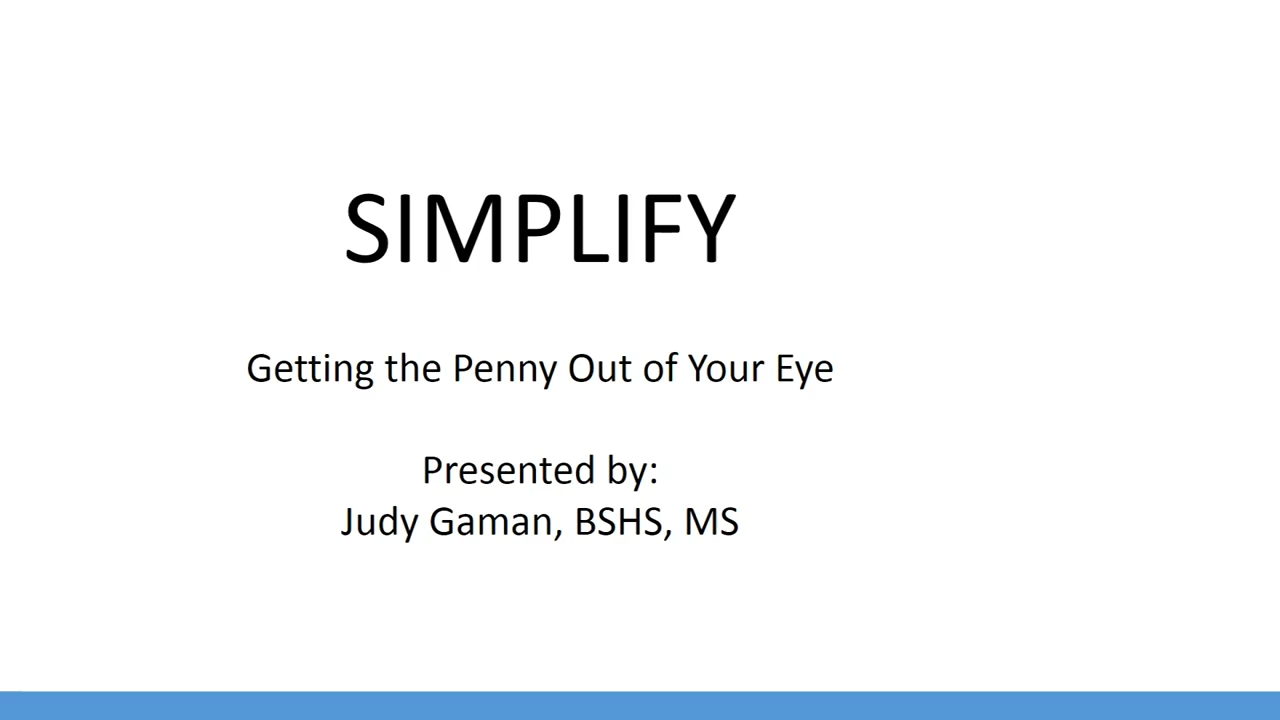 SIMPLIFY
Getting the Penny Out of Your Eye
Presented by:
Judy Gaman, BSHS, MS